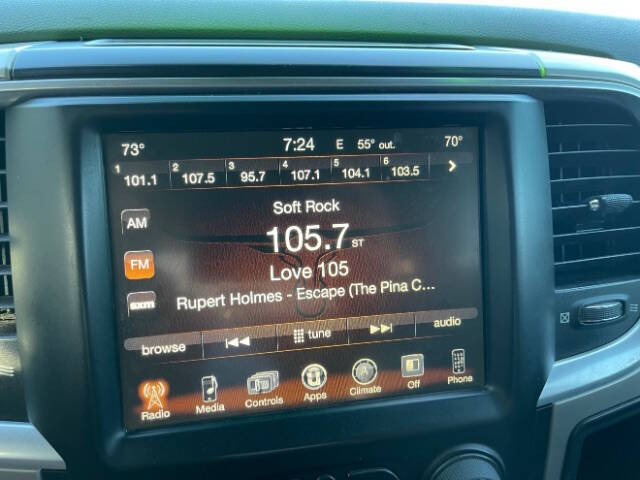 73° 7:24 E 55° out. 70°
1 101.1 2 107.5 3 95.7 4 107.1 5 104.1 6 103.5
Soft Rock
AM
105.7 ST
FM
Love 105
sxm
Rupert Holmes - Escape (The Pina C...
browse tune audio
Radio Media Controls Apps Climate Off Phone